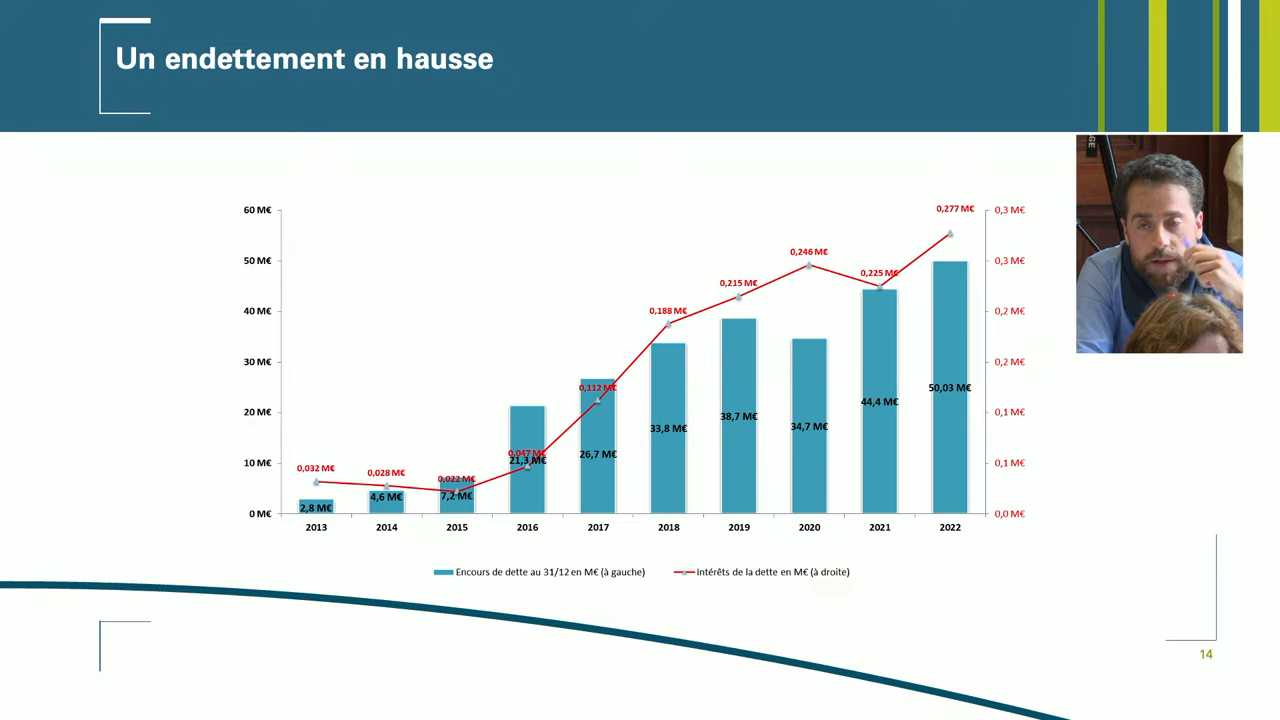 Un endettement en hausse
GE
60 M€
50 M€
40 M€
30 M€
20 M€
10 M€
0 M€
0,3 M€
0,3 M€
0,2 M€
0,2 M€
0,1 M€
0,1 M€
0,0 M€
0,032 M€
0,028 M€
0,022 M€
0,047 M€
0,112 M€
0,188 M€
0,215 M€
0,246 M€
0,225 M€
0,277 M€
2,8 M€
4,6 M€
7,2 M€
21,3 M€
26,7 M€
33,8 M€
38,7 M€
34,7 M€
44,4 M€
50,03 M€
2013 2014 2015 2016 2017 2018 2019 2020 2021 2022
Encours de dette au 31/12 en M€ (à gauche) Intérêts de la dette en M€ (à droite)
14